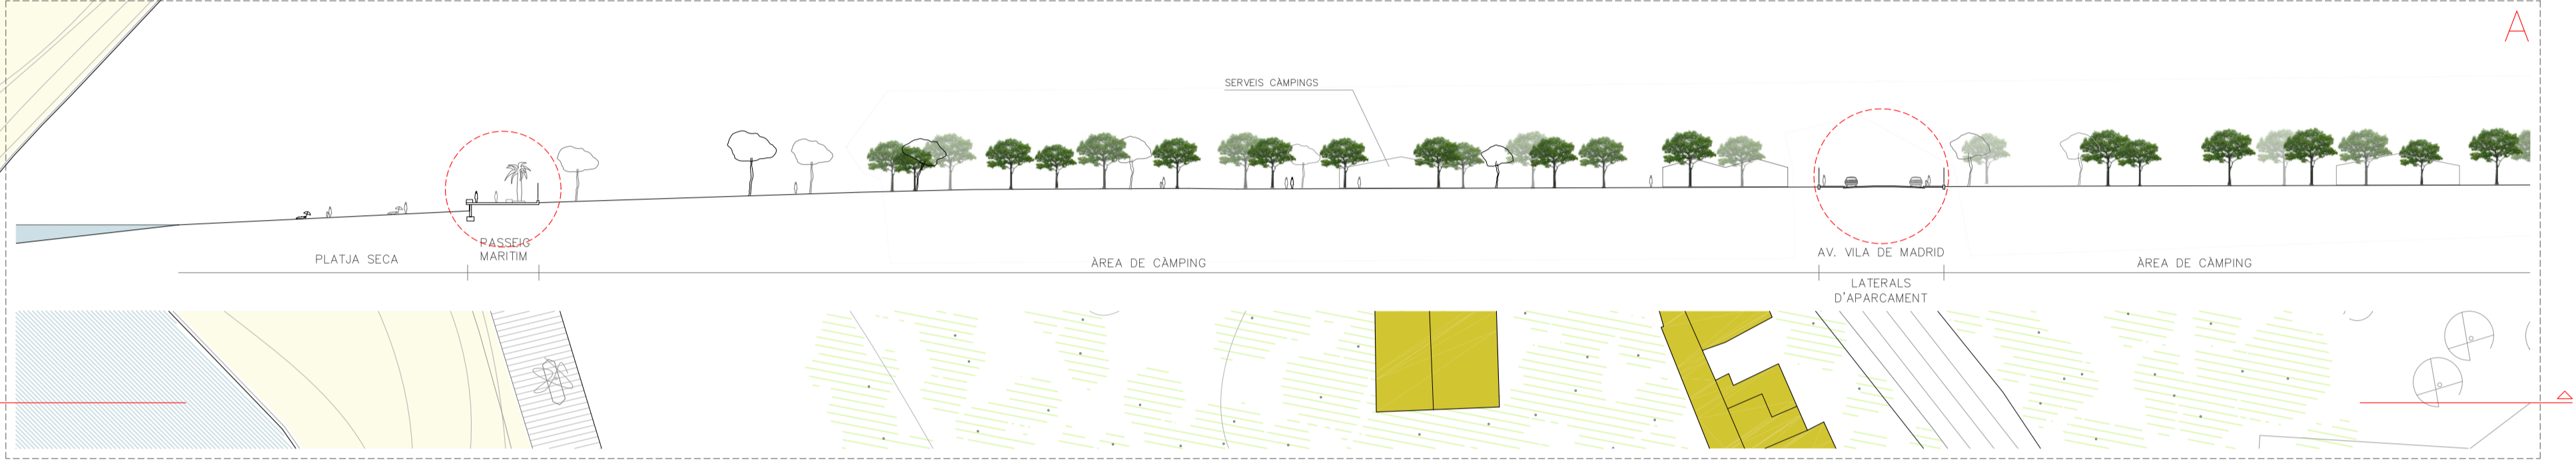 A
SERVEIS CÀMPINGS
PASSEIG
MARITIM
PLATJA SECA
ÀREA DE CÀMPING
AV. VILA DE MADRID
ÀREA DE CÀMPING
LATERALS
D'APARCAMENT